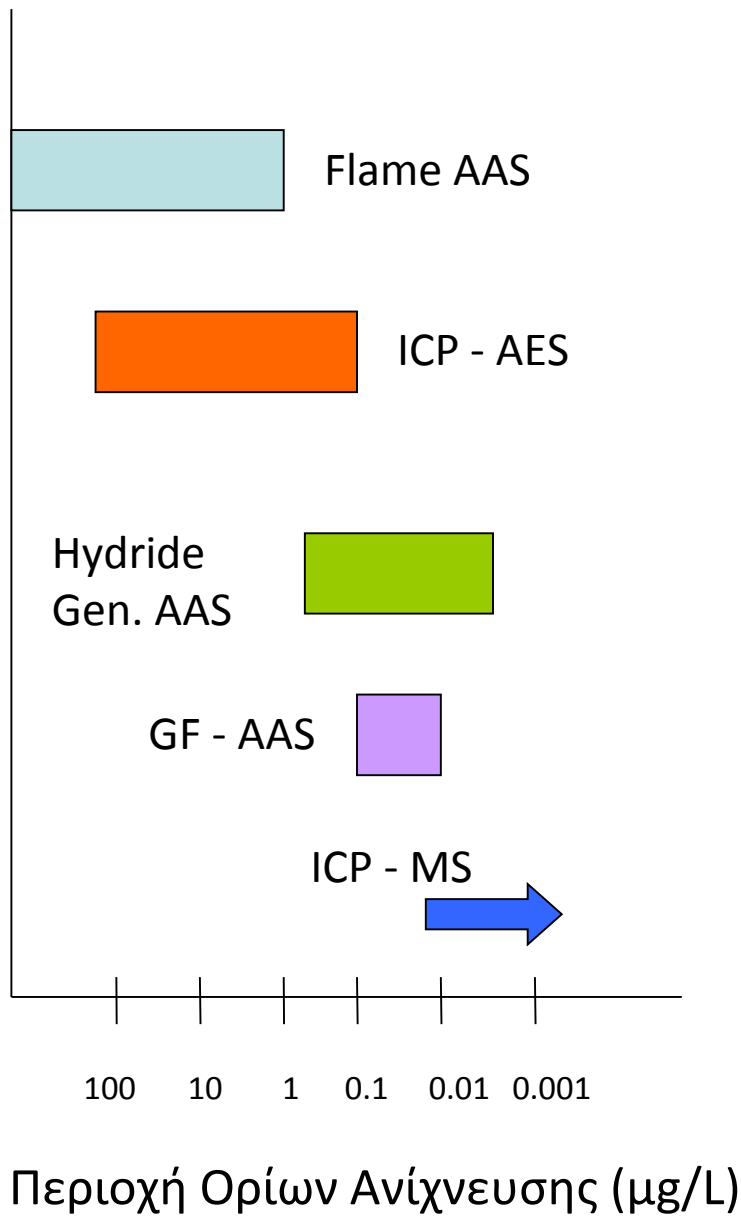 Flame AAS
ICP - AES
Hydride
Gen. AAS
GF - AAS
ICP - MS
100 10 1 0.1 0.01 0.001
Περιοχή Ορίων Ανίχνευσης (μg/L)